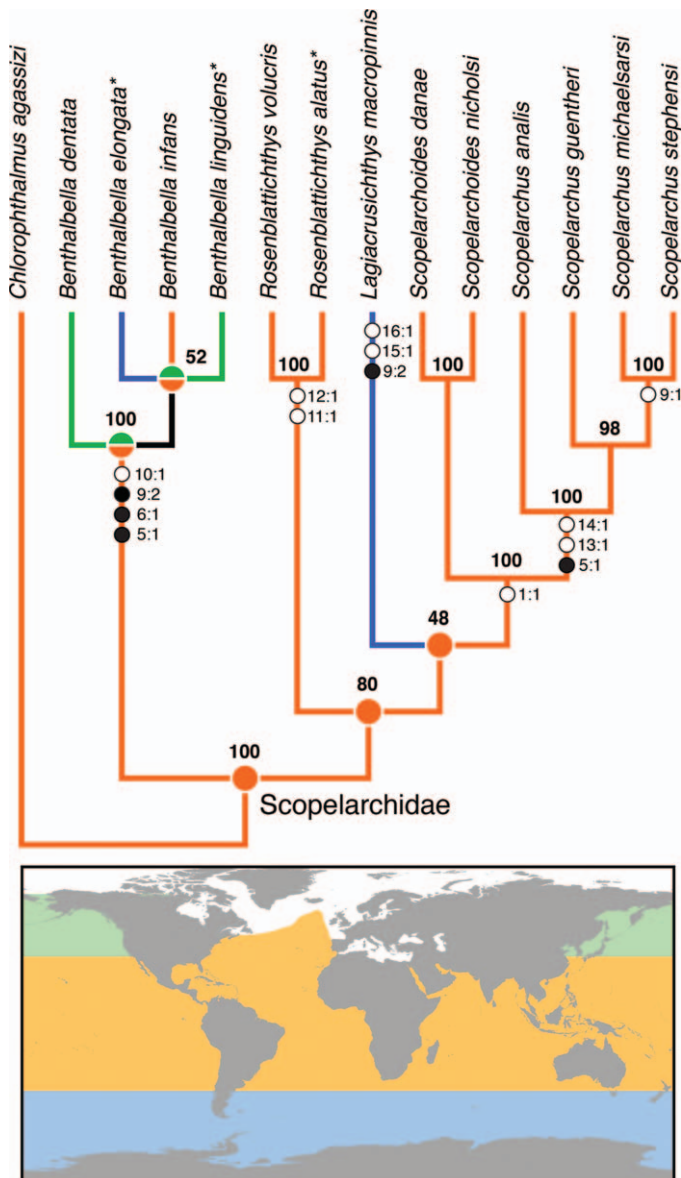 Chlorophthalmus agassizi
Benthalbella dentata
Benthalbella elongata*
Benthalbella infans
Benthalbella linguidens*
Rosenblattichthys volucris
Rosenblattichthys alatus*
Lagiacrusichthys macropinnis
Scopelarchoides danae
Scopelarchoides nicholsi
Scopelarchus analis
Scopelarchus guentheri
Scopelarchus michaelsarsi
Scopelarchus stephensi
16:1
15:1
9:2
52
100
100
100
9:1
12:1
11:1
100
98
10:1
9:2
6:1
5:1
100
14:1
13:1
5:1
100
1:1
48
80
100
Scopelarchidae